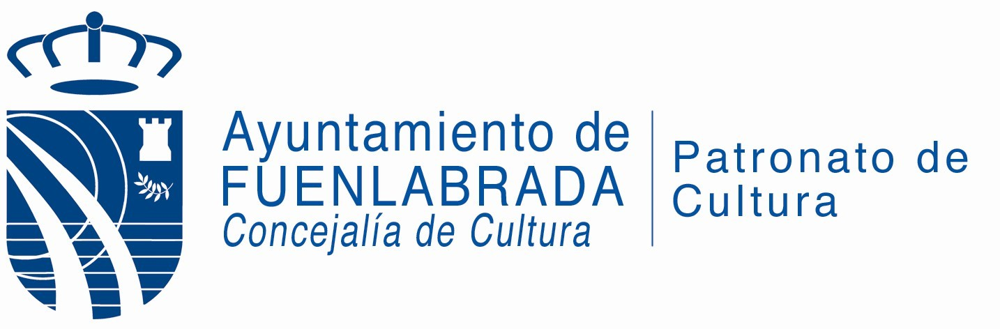 Ayuntamiento de
FUENLABRADA
Concejalía de Cultura
Patronato de
Cultura